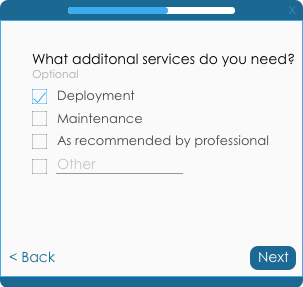 X
What additonal services do you need?
Optional
Deployment
Maintenance
As recommended by professional
Other
< Back
Next